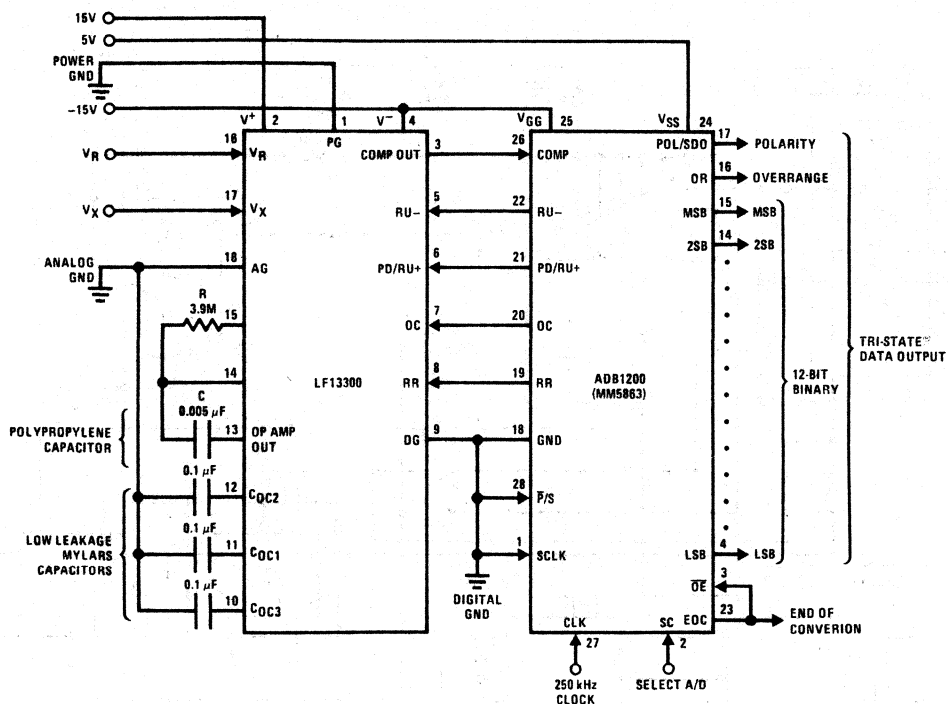 15V
5V
POWER
GND
–15V
V+ 2
1
V– 4
VGG 25
VSS 24
PG
16
VR
VR
COMP OUT 3
26 COMP
POL/SDO 17 POLARITY
OR 16 OVERRANGE
17
VX
VX
RU– 5
22 RU–
MSB 15 MSB
2SB 14 2SB
ANALOG
GND
18
AG
PD/RU+ 6
21 PD/RU+
R
3.9M
15
OC 7
20 OC
14
LF13300
RR 8
19 RR
ADB1200
(MM5863)
12-BIT
BINARY
TRI-STATE
DATA OUTPUT
C
0.005 μF
POLYPROPYLENE
CAPACITOR
13
OP AMP
OUT
DG 9
18 GND
0.1 μF
12
COC2
28
P̅/S
LOW LEAKAGE
MYLARS
CAPACITORS
0.1 μF
11
COC1
1
SCLK
LSB 4 LSB
0.1 μF
10
COC3
DIGITAL
GND
O̅E̅ 3
EOC 23
END OF
CONVERION
CLK
27
SC
2
250 kHz
CLOCK
SELECT A/D